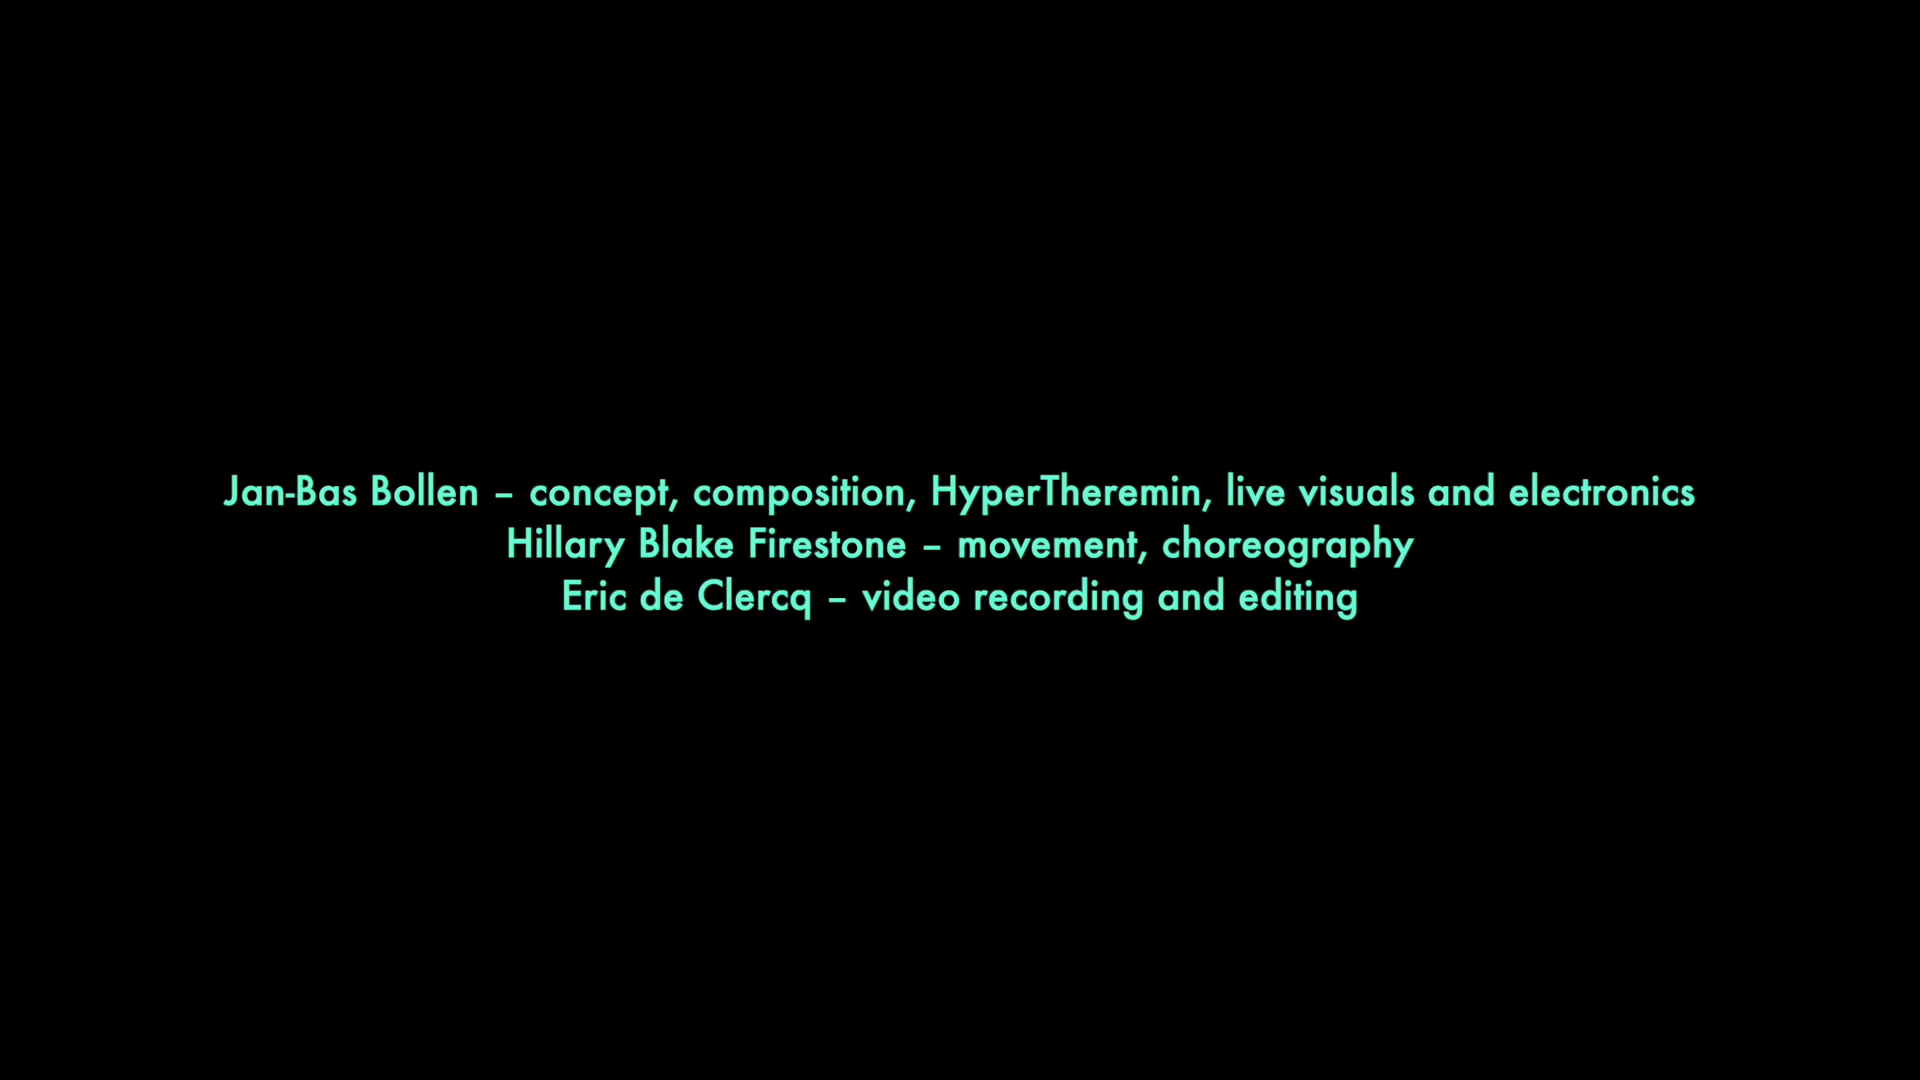 Jan-Bas Bollen – concept, composition, HyperTheremin, live visuals and electronics
Hillary Blake Firestone – movement, choreography
Eric de Clercq – video recording and editing